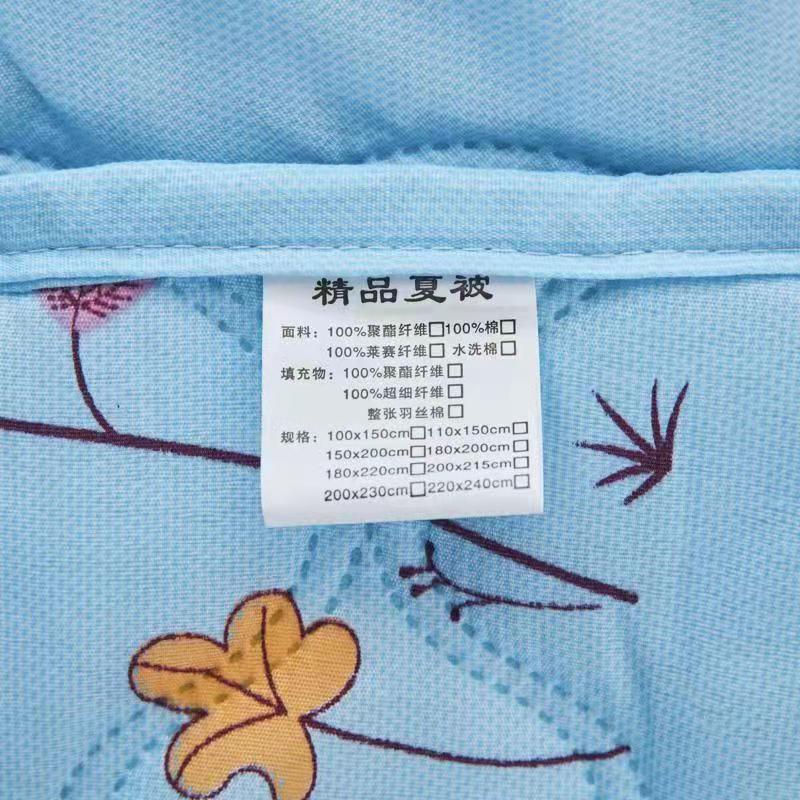 精品夏被
面料：100%聚酯纤维□100%棉□
100%莱赛纤维□ 水洗棉□
填充物：100%聚酯纤维□
100%超细纤维□
整张羽丝棉□
规格：100x150cm□110x150cm□
150x200cm□180x200cm□
180x220cm□200x215cm□
200x230cm□220x240cm□